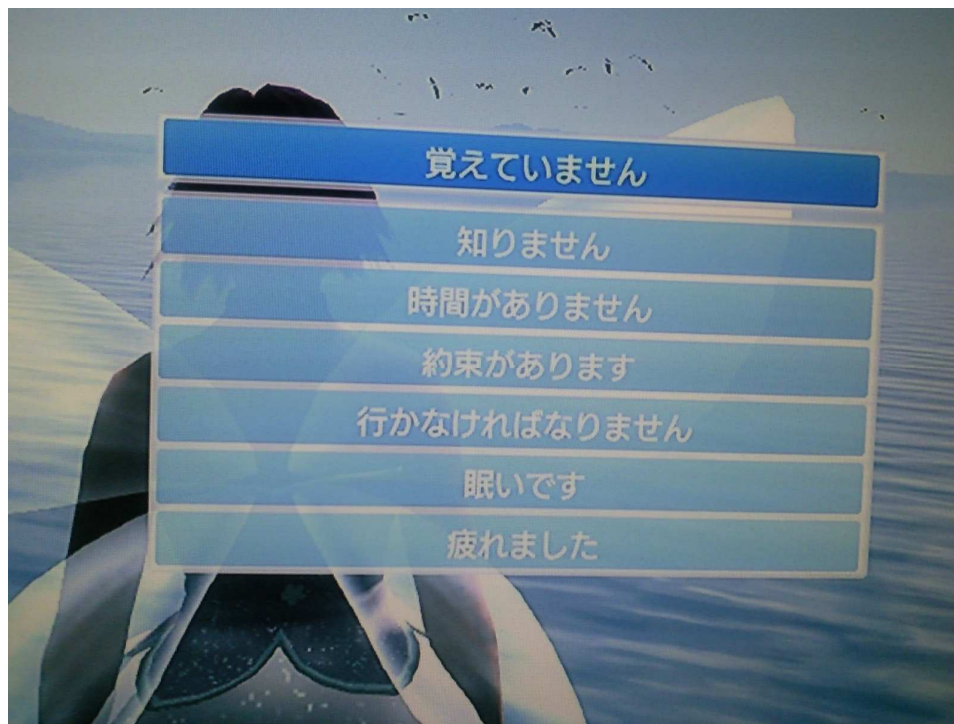 覚えていません
知りません
時間がありません
約束があります
行かなければなりません
眠いです
疲れました